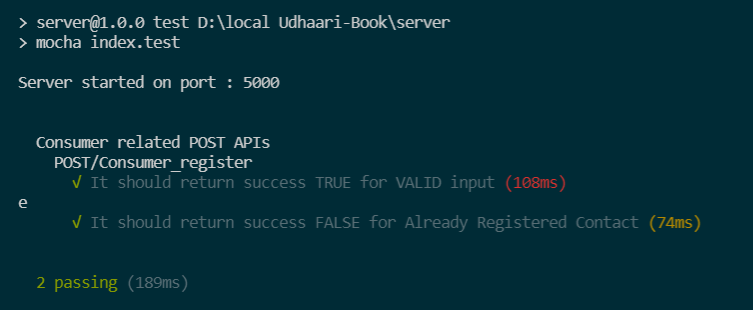 > server@1.0.0 test D:\local Udhaari-Book\server
> mocha index.test
Server started on port : 5000
Consumer related POST APIs
POST/Consumer_register
√ It should return success TRUE for VALID input (108ms)
e
√ It should return success FALSE for Already Registered Contact (74ms)
2 passing (189ms)